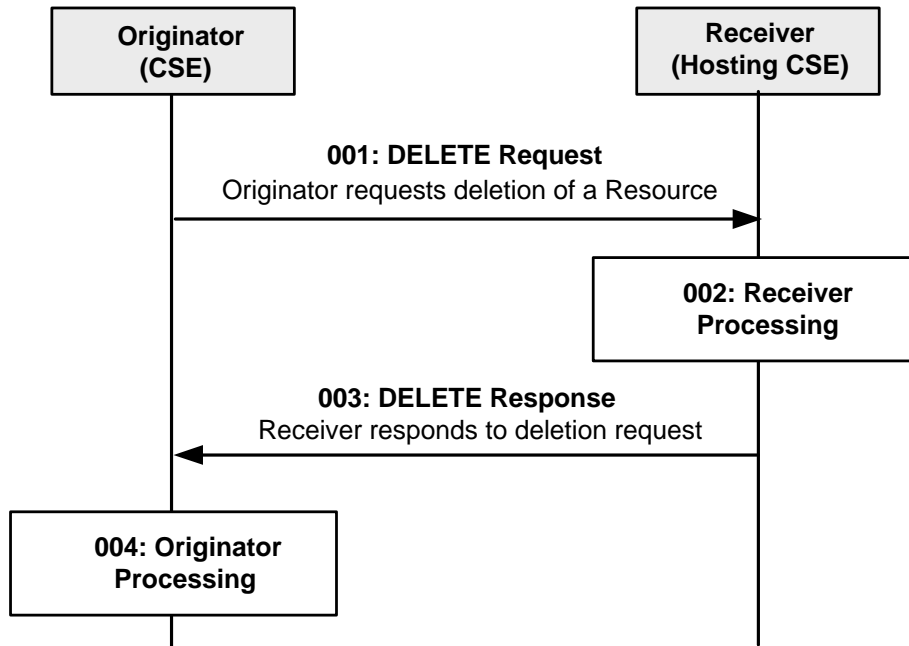 Originator
(CSE)
Receiver
(Hosting CSE)
001: DELETE Request
Originator requests deletion of a Resource
002: Receiver
Processing
003: DELETE Response
Receiver responds to deletion request
004: Originator
Processing